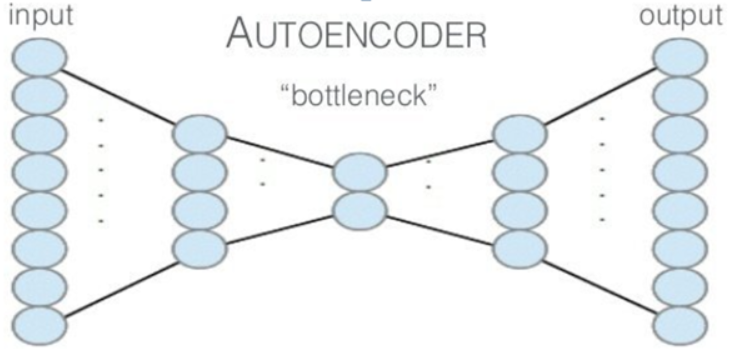 input
output
AUTOENCODER
“bottleneck”